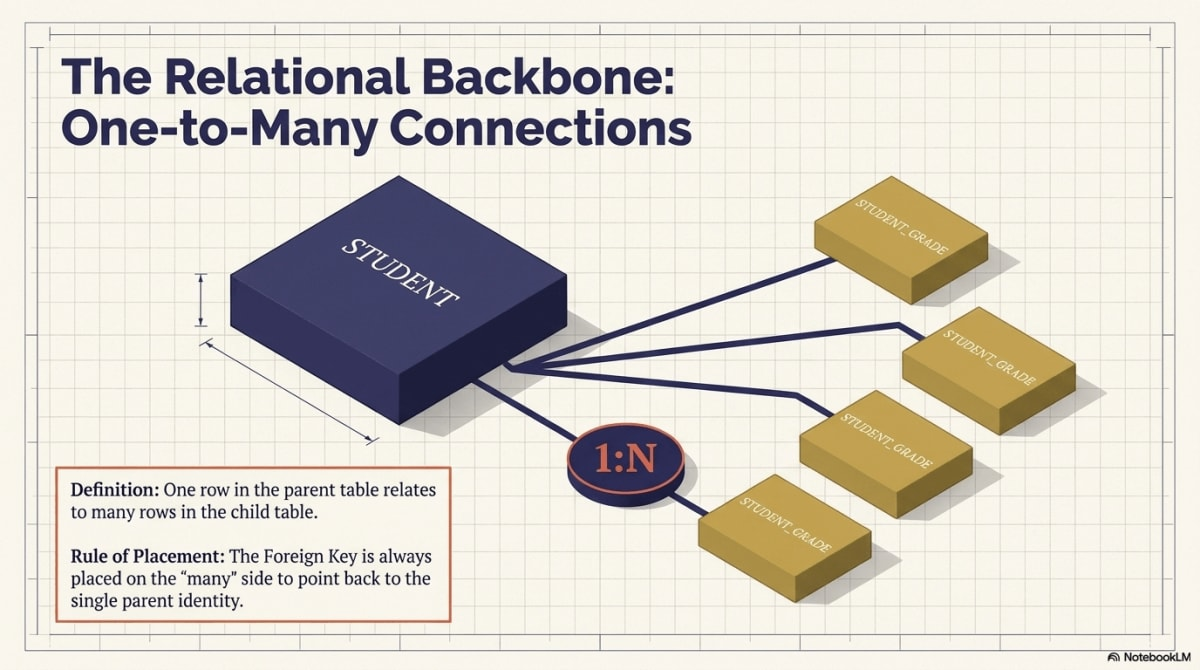 The Relational Backbone:
One-to-Many Connections
STUDENT
STUDENT_GRADE
STUDENT_GRADE
STUDENT_GRADE
1:N
STUDENT_GRADE
Definition: One row in the parent table relates
to many rows in the child table.
Rule of Placement: The Foreign Key is always
placed on the “many” side to point back to the
single parent identity.
NotebookLM